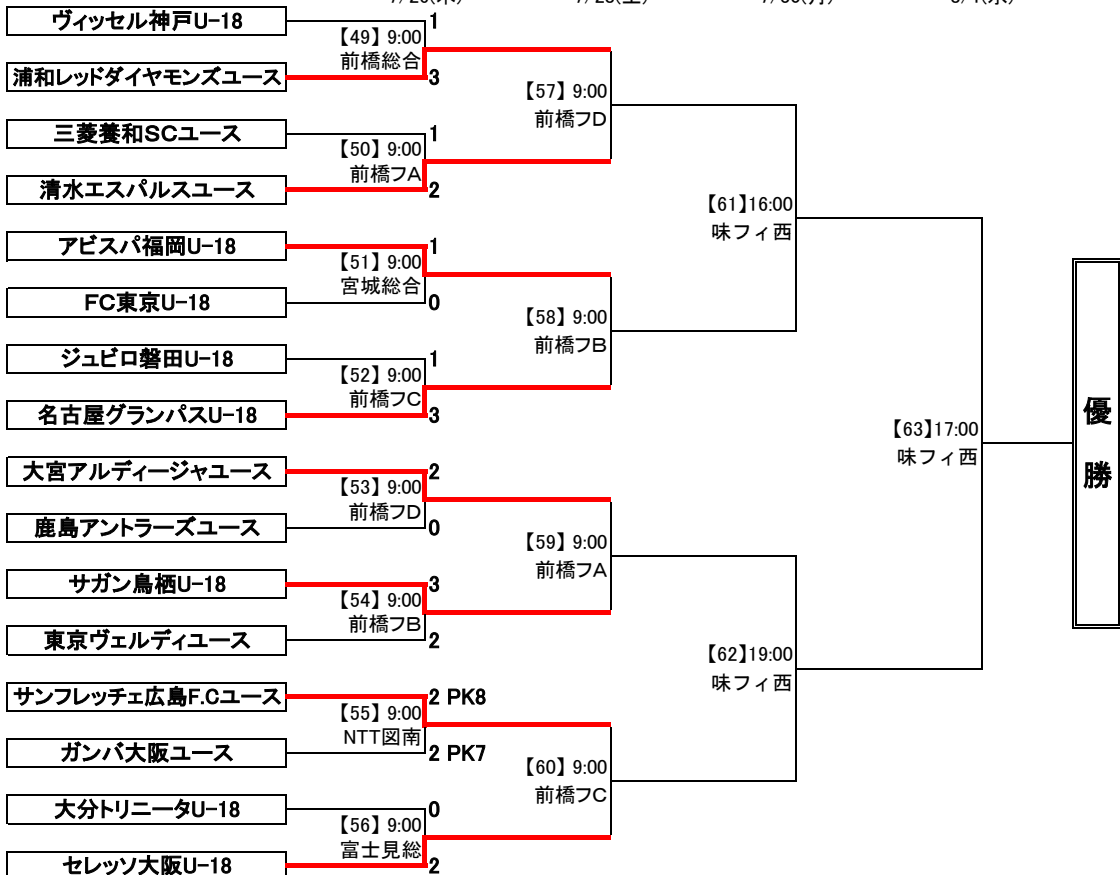 ヴィッセル神戸U-18
1
【49】 9:00
前橋総合
浦和レッドダイヤモンズユース
3
【57】 9:00
前橋フD
三菱養和SCユース
1
【50】 9:00
前橋フA
清水エスパルスユース
2
【61】16:00
味フィ西
アビスパ福岡U-18
1
【51】 9:00
宮城総合
FC東京U-18
0
【58】 9:00
前橋フB
ジュビロ磐田U-18
1
【52】 9:00
前橋フC
名古屋グランパスU-18
3
【63】17:00
味フィ西
優
勝
大宮アルディージャユース
2
【53】 9:00
前橋フD
鹿島アントラーズユース
0
【59】 9:00
前橋フA
サガン鳥栖U-18
3
【54】 9:00
前橋フB
東京ヴェルディユース
2
【62】19:00
味フィ西
サンフレッチェ広島F.Cユース
2 PK8
【55】 9:00
NTT図南
ガンバ大阪ユース
2 PK7
【60】 9:00
前橋フC
大分トリニータU-18
0
【56】 9:00
富士見総
セレッソ大阪U-18
2